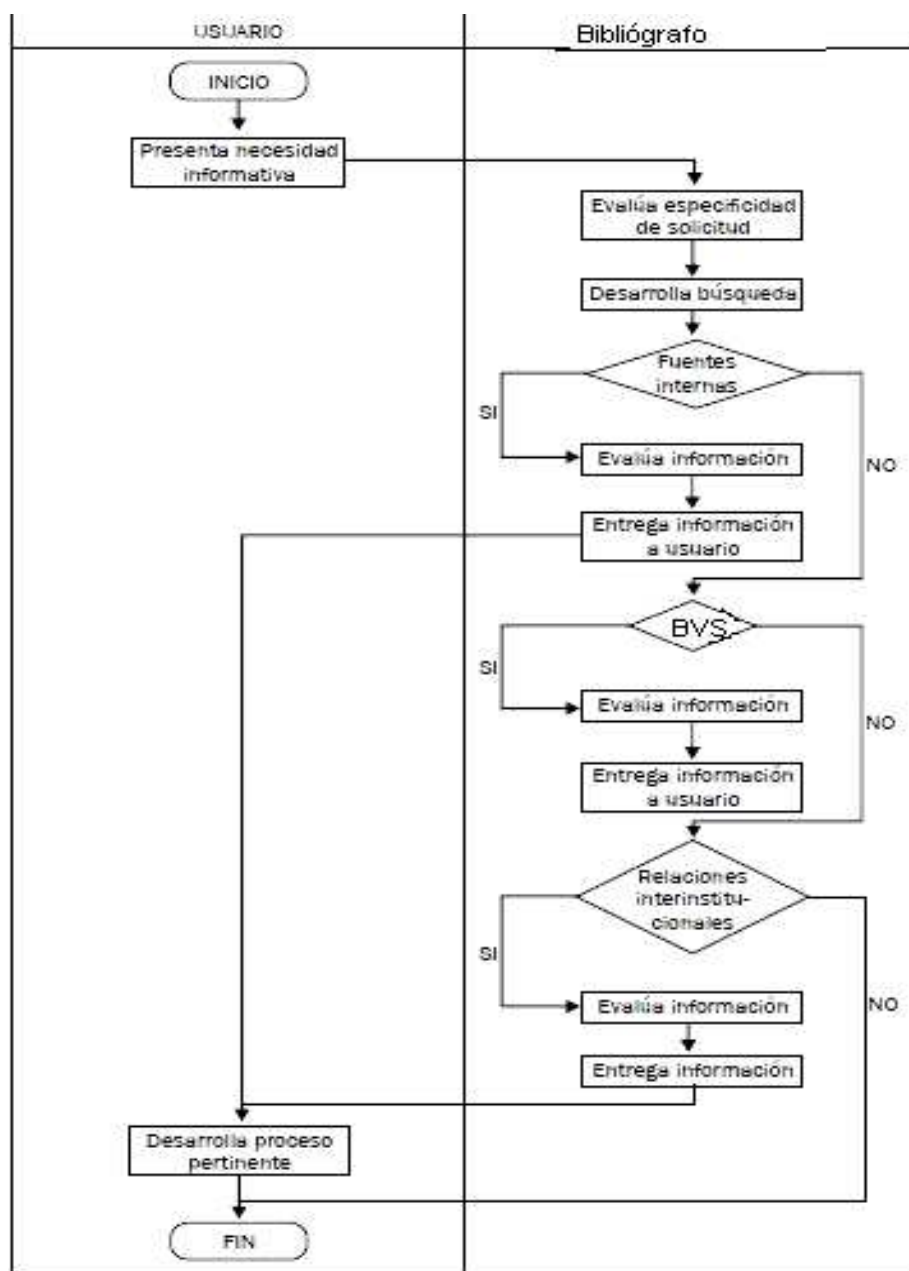 USUARIO
Bibliógrafo
INICIO
Presenta necesidad
informativa
Evalúa especificidad
de solicitud
Desarrolla búsqueda
Fuentes
internas
SI
NO
Evalúa información
Entrega información
a usuario
BVS
SI
NO
Evalúa información
Entrega información
a usuario
Relaciones
interinstitu-
cionales
SI
NO
Evalúa información
Entrega información
Desarrolla proceso
pertinente
FIN